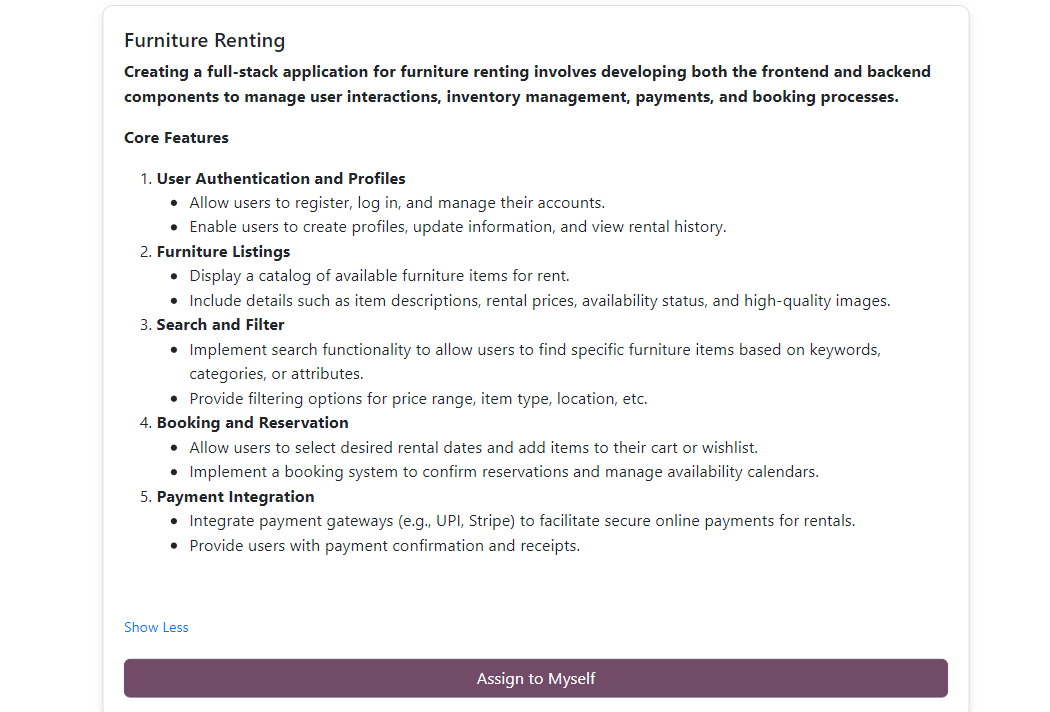 Furniture Renting
Creating a full-stack application for furniture renting involves developing both the frontend and backend
components to manage user interactions, inventory management, payments, and booking processes.
Core Features
1. User Authentication and Profiles
• Allow users to register, log in, and manage their accounts.
• Enable users to create profiles, update information, and view rental history.
2. Furniture Listings
• Display a catalog of available furniture items for rent.
• Include details such as item descriptions, rental prices, availability status, and high-quality images.
3. Search and Filter
• Implement search functionality to allow users to find specific furniture items based on keywords,
categories, or attributes.
• Provide filtering options for price range, item type, location, etc.
4. Booking and Reservation
• Allow users to select desired rental dates and add items to their cart or wishlist.
• Implement a booking system to confirm reservations and manage availability calendars.
5. Payment Integration
• Integrate payment gateways (e.g., UPI, Stripe) to facilitate secure online payments for rentals.
• Provide users with payment confirmation and receipts.
Show Less
Assign to Myself